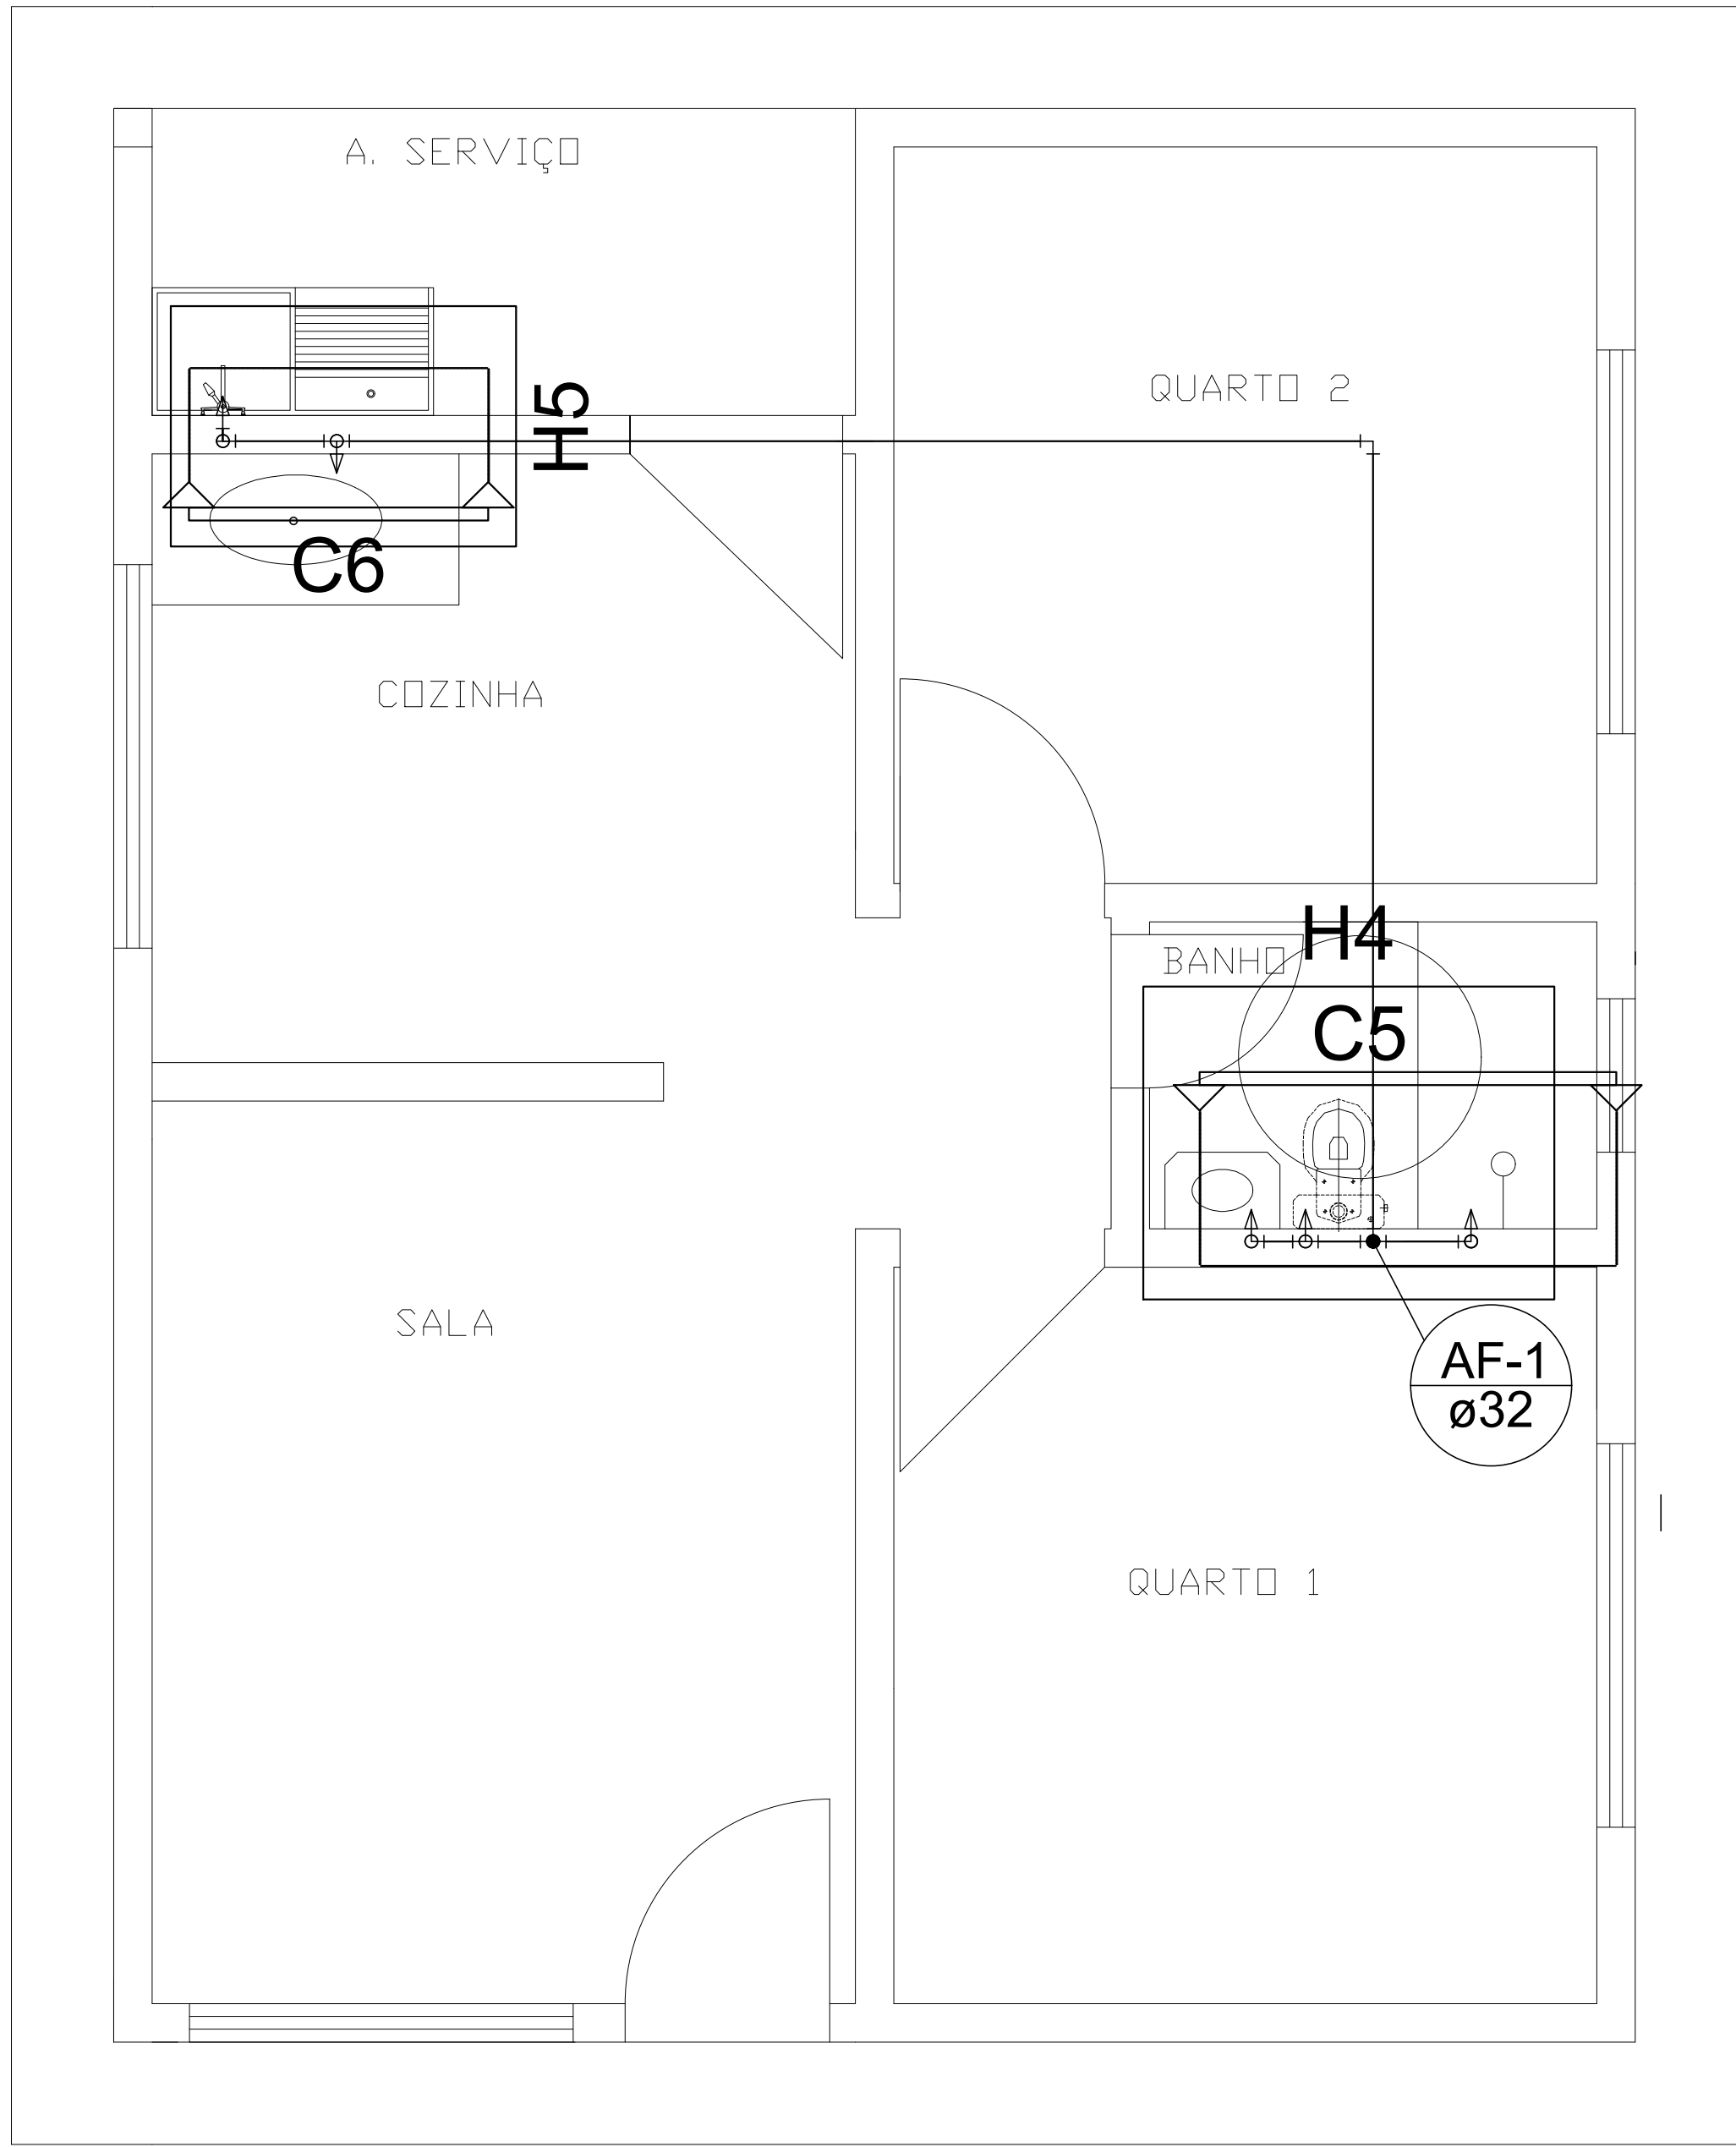 A. SERVIÇO
QUARTO 2
H5
C6
COZINHA
H4
BANHO
C5
SALA
AF-1
ø32
QUARTO 1